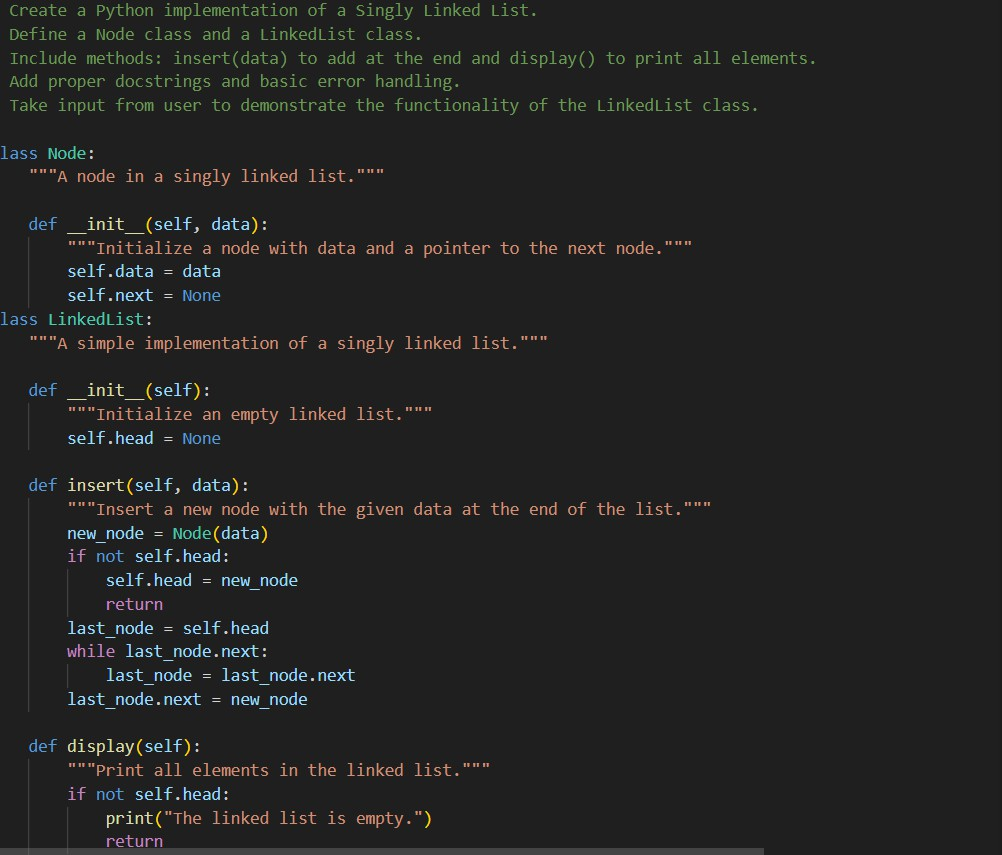 Create a Python implementation of a Singly Linked List.
Define a Node class and a LinkedList class.
Include methods: insert(data) to add at the end and display() to print all elements.
Add proper docstrings and basic error handling.
Take input from user to demonstrate the functionality of the LinkedList class.
lass Node:
"""A node in a singly linked list."""
def __init__(self, data):
"""Initialize a node with data and a pointer to the next node."""
self.data = data
self.next = None
lass LinkedList:
"""A simple implementation of a singly linked list."""
def __init__(self):
"""Initialize an empty linked list."""
self.head = None
def insert(self, data):
"""Insert a new node with the given data at the end of the list."""
new_node = Node(data)
if not self.head:
self.head = new_node
return
last_node = self.head
while last_node.next:
last_node = last_node.next
last_node.next = new_node
def display(self):
"""Print all elements in the linked list."""
if not self.head:
print("The linked list is empty.")
return